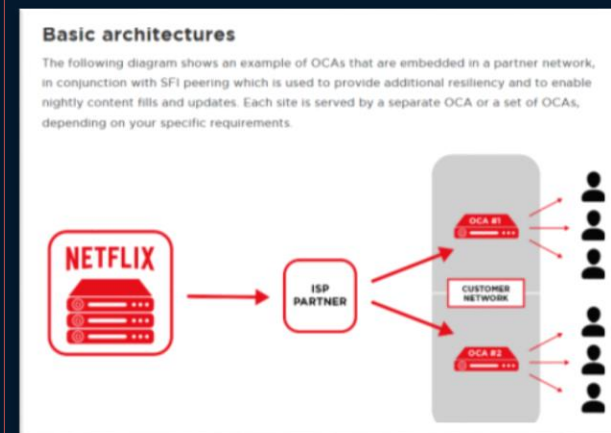 Basic architectures
The following diagram shows an example of OCAs that are embedded in a partner network,
in conjunction with SFI peering which is used to provide additional resiliency and to enable
nightly content fills and updates. Each site is served by a separate OCA or a set of OCAs,
depending on your specific requirements.
NETFLIX
ISP
PARTNER
OCA #1
CUSTOMER
NETWORK
OCA #2